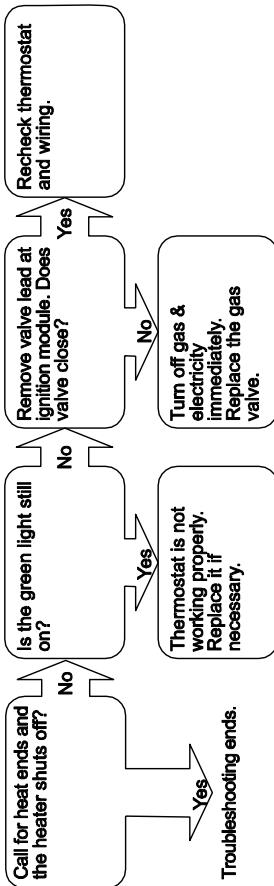 Call for heat ends and
the heater shuts off?
No
Yes
Troubleshooting ends.
Is the green light still
on?
No
Yes
Thermostat is not
working properly.
Replace it if
necessary.
Remove valve lead at
ignition module. Does
valve close?
Yes
No
Turn off gas &
electricity
immediately.
Replace the gas
valve.
Recheck thermostat
and wiring.